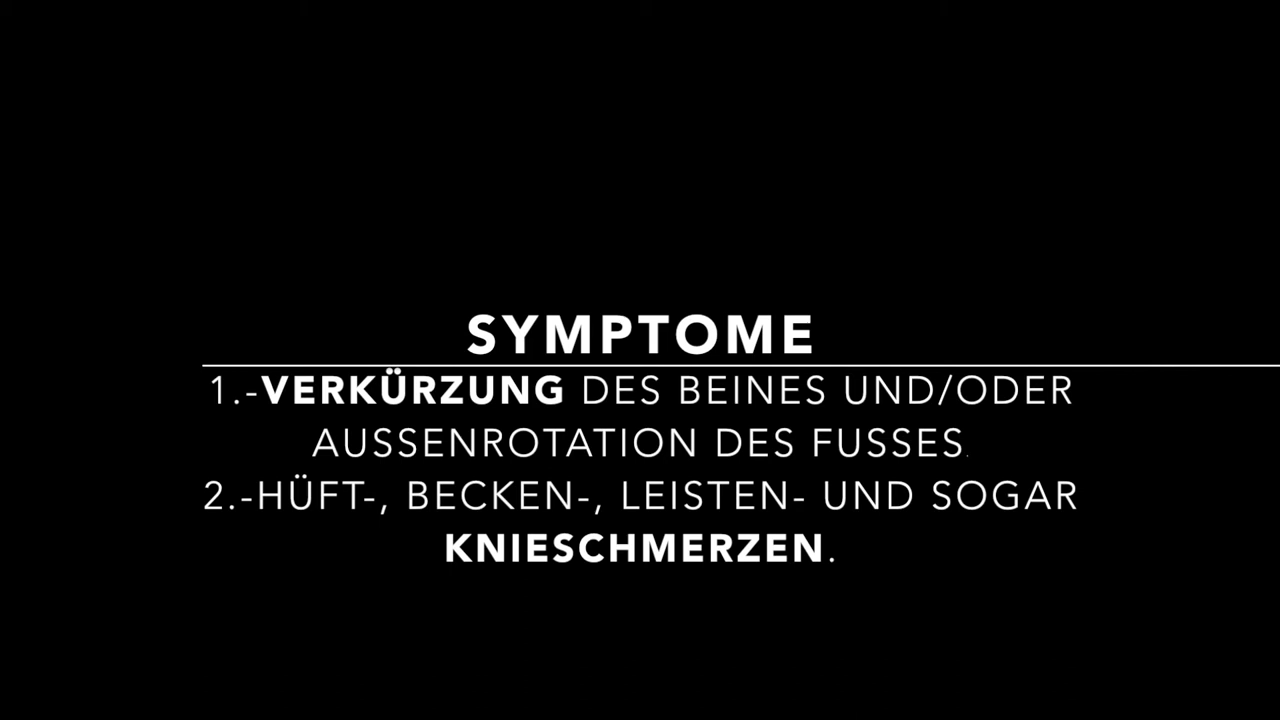 SYMPTOME
1.-VERKÜRZUNG DES BEINES UND/ODER
AUSSENROTATION DES FUSSES.
2.-HÜFT-, BECKEN-, LEISTEN- UND SOGAR
KNIESCHMERZEN.